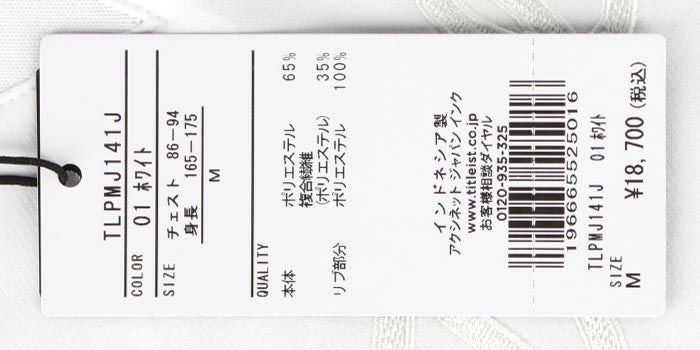 TLPMJ141J
COLOR 01 ホワイト
SIZE チェスト 86-94
身長 165-175
M
QUALITY
本体 ポリエステル 65%
複合繊維
(ポリエステル) 35%
リブ部分 ポリエステル 100%
インドネシア製
アクシネット ジャパン インク
www.titleist.co.jp
お客様相談ダイヤル
0120-935-325
1966655250 16
TLPMJ141J 01 ホワイト
SIZE
M
¥18,700(税込)